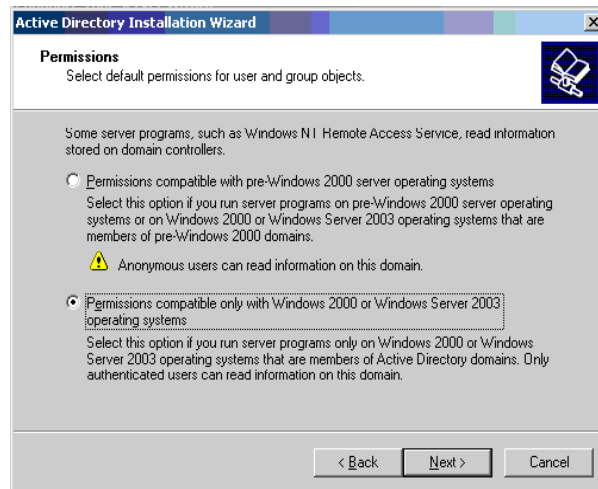 Active Directory Installation Wizard
Permissions
Select default permissions for user and group objects.
Some server programs, such as Windows NT Remote Access Service, read information
stored on domain controllers.
Permissions compatible with pre-Windows 2000 server operating systems
Select this option if you run server programs on pre-Windows 2000 server operating
systems or on Windows 2000 or Windows Server 2003 operating systems that are
members of pre-Windows 2000 domains.
Anonymous users can read information on this domain.
Permissions compatible only with Windows 2000 or Windows Server 2003
operating systems
Select this option if you run server programs only on Windows 2000 or Windows
Server 2003 operating systems that are members of Active Directory domains. Only
authenticated users can read information on this domain.
< Back
Next >
Cancel